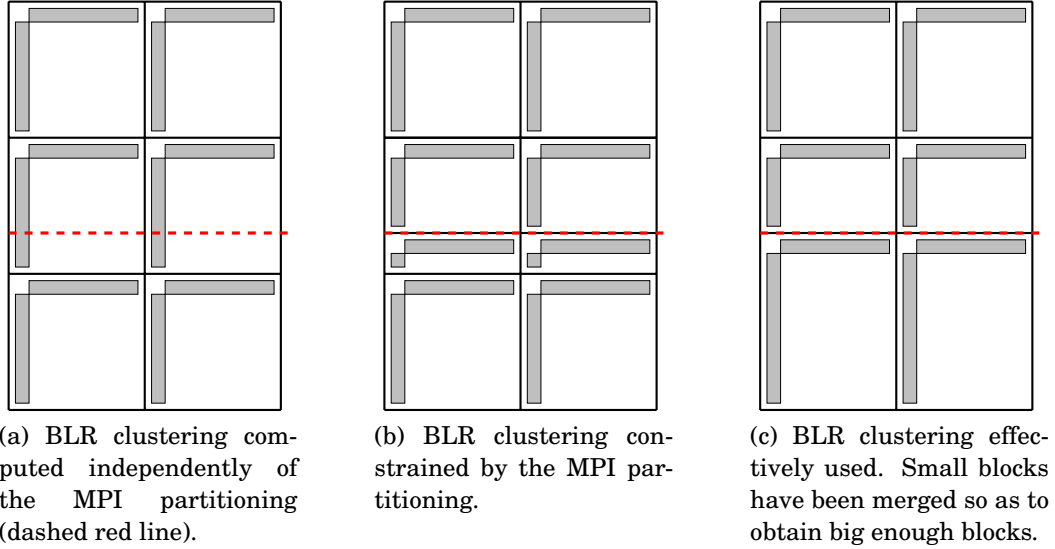 (a) BLR clustering com-
puted independently of
the MPI partitioning
(dashed red line).
(b) BLR clustering con-
strained by the MPI par-
titioning.
(c) BLR clustering effec-
tively used. Small blocks
have been merged so as to
obtain big enough blocks.